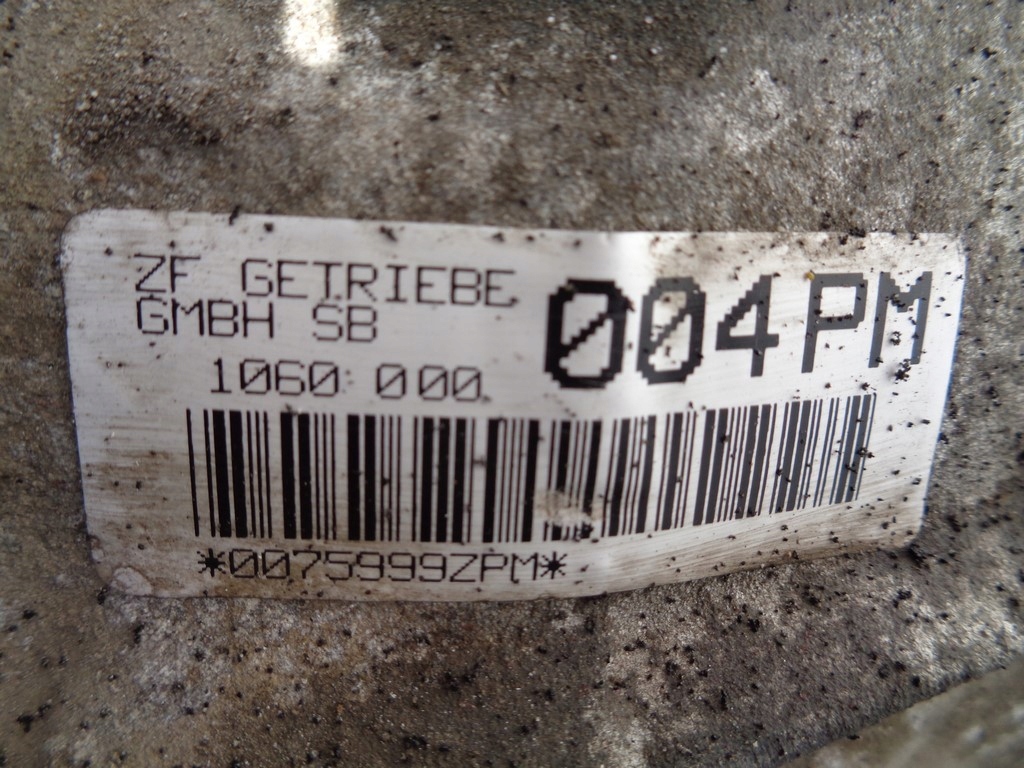 ZF GETRIEBE
GMBH SB
004PM
1060 000
*0075999ZPM*